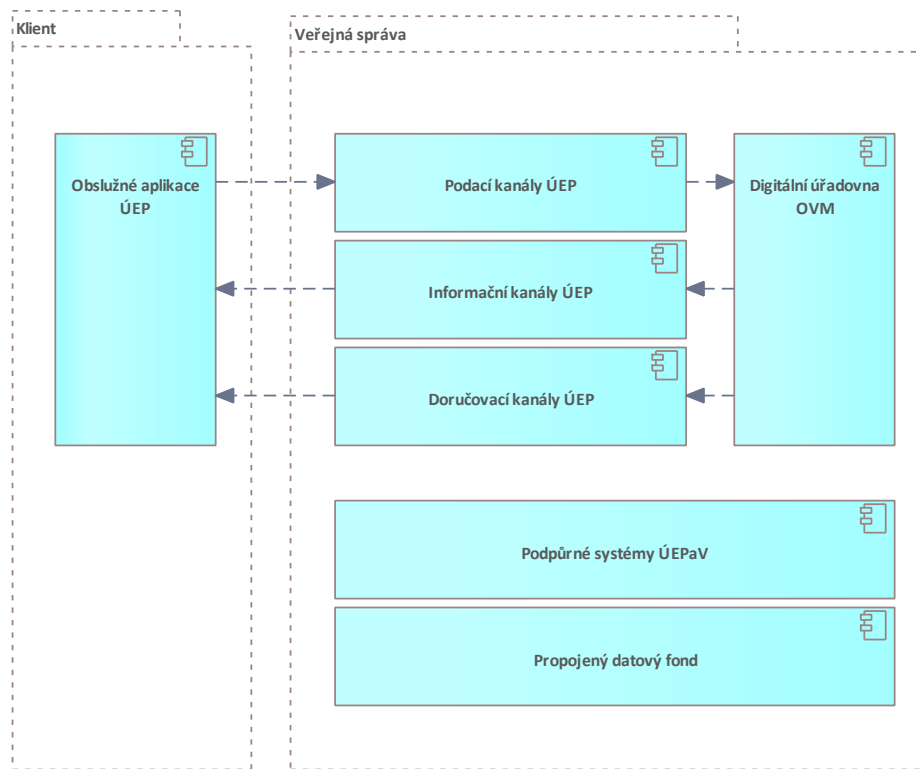 Klient
Veřejná správa
Obslužné aplikace
ÚEP
Podací kanály ÚEP
Digitální úřadovna
OVM
Informační kanály ÚEP
Doručovací kanály ÚEP
Podpůrné systémy ÚEPaV
Propojený datový fond